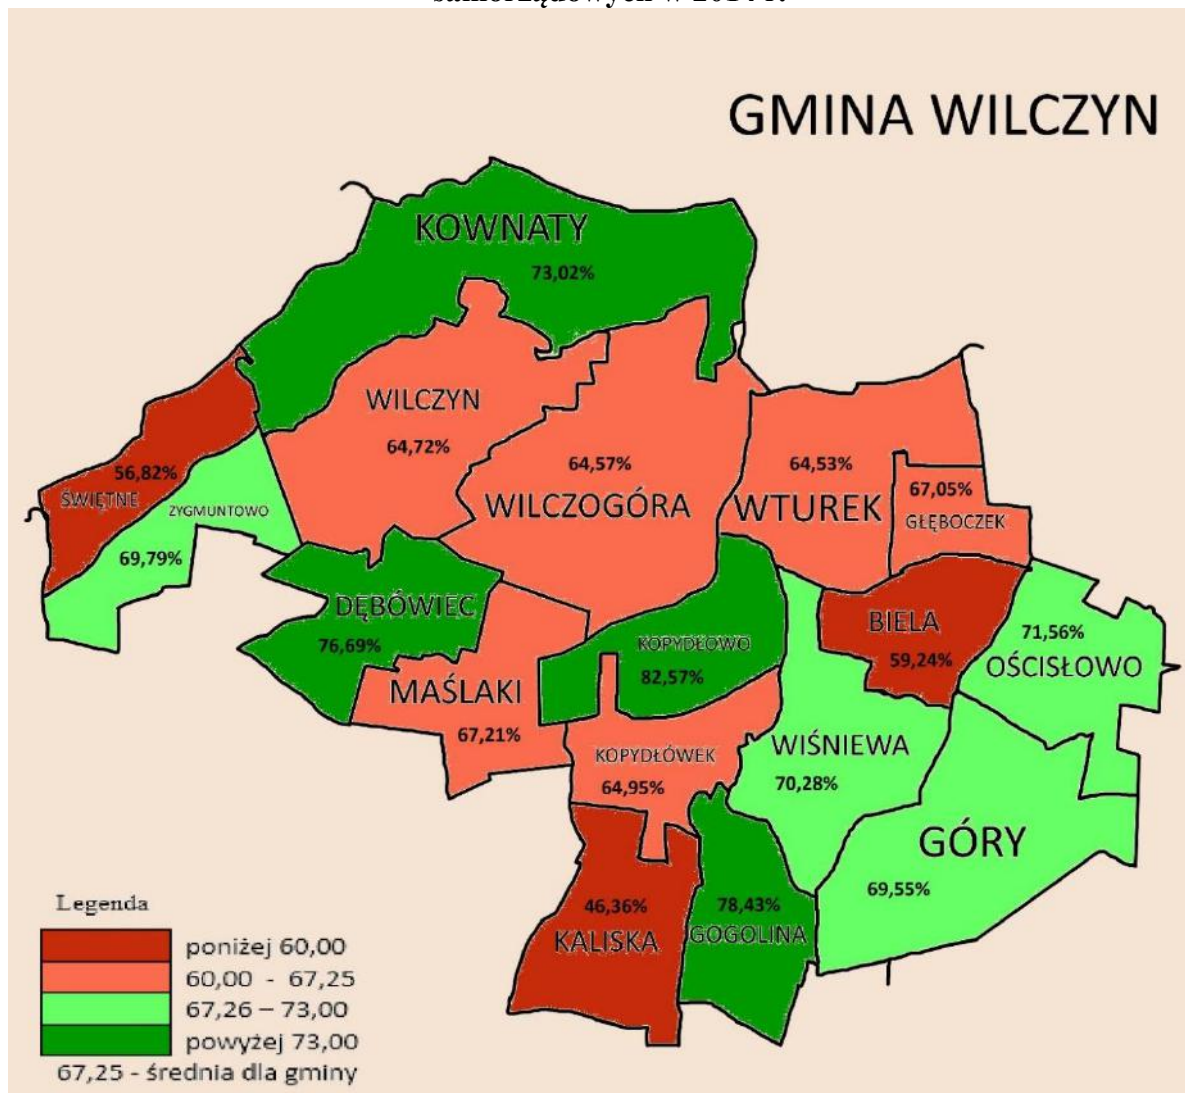 samorządowych w 2014 r.
GMINA WILCZYN
KOWNATY
73,02%
WILCZYN
64,72%
56,82%
ŚWIĘTNE
ZYGMUNTOWO
69,79%
64,57%
WILCZOGÓRA
64,53%
WTUREK
67,05%
GŁĘBOCZEK
DĘBÓWIEC
76,69%
KOPYDŁOWO
82,57%
BIELA
59,24%
71,56%
OŚCISŁOWO
MAŚLAKI
67,21%
KOPYDŁÓWEK
64,95%
WIŚNIEWA
70,28%
GÓRY
69,55%
46,36%
KALISKA
78,43%
GOGOLINA
Legenda
poniżej 60,00
60,00 - 67,25
67,26 – 73,00
powyżej 73,00
67,25 - średnia dla gminy